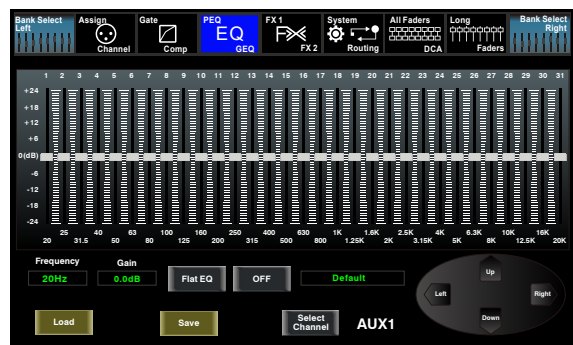 Bank Select Left
Assign Channel
Gate Comp
PEQ EQ GEQ
FX 1 FX FX 2
System Routing
All Faders DCA
Long Faders
Bank Select Right
1 2 3 4 5 6 7 8 9 10 11 12 13 14 15 16 17 18 19 20 21 22 23 24 25 26 27 28 29 30 31
+24
+18
+12
+6
0(dB)
-6
-12
-18
-24
25 40 63 100 160 250 400 630 1K 1.6K 2.5K 4K 6.3K 10K 16K
20 31.5 50 80 125 200 315 500 800 1.25K 2K 3.15K 5K 8K 12.5K 20K
Frequency Gain
20Hz 0.0dB Flat EQ OFF Default
Up
Left Right
Down
Load Save Select Channel AUX1